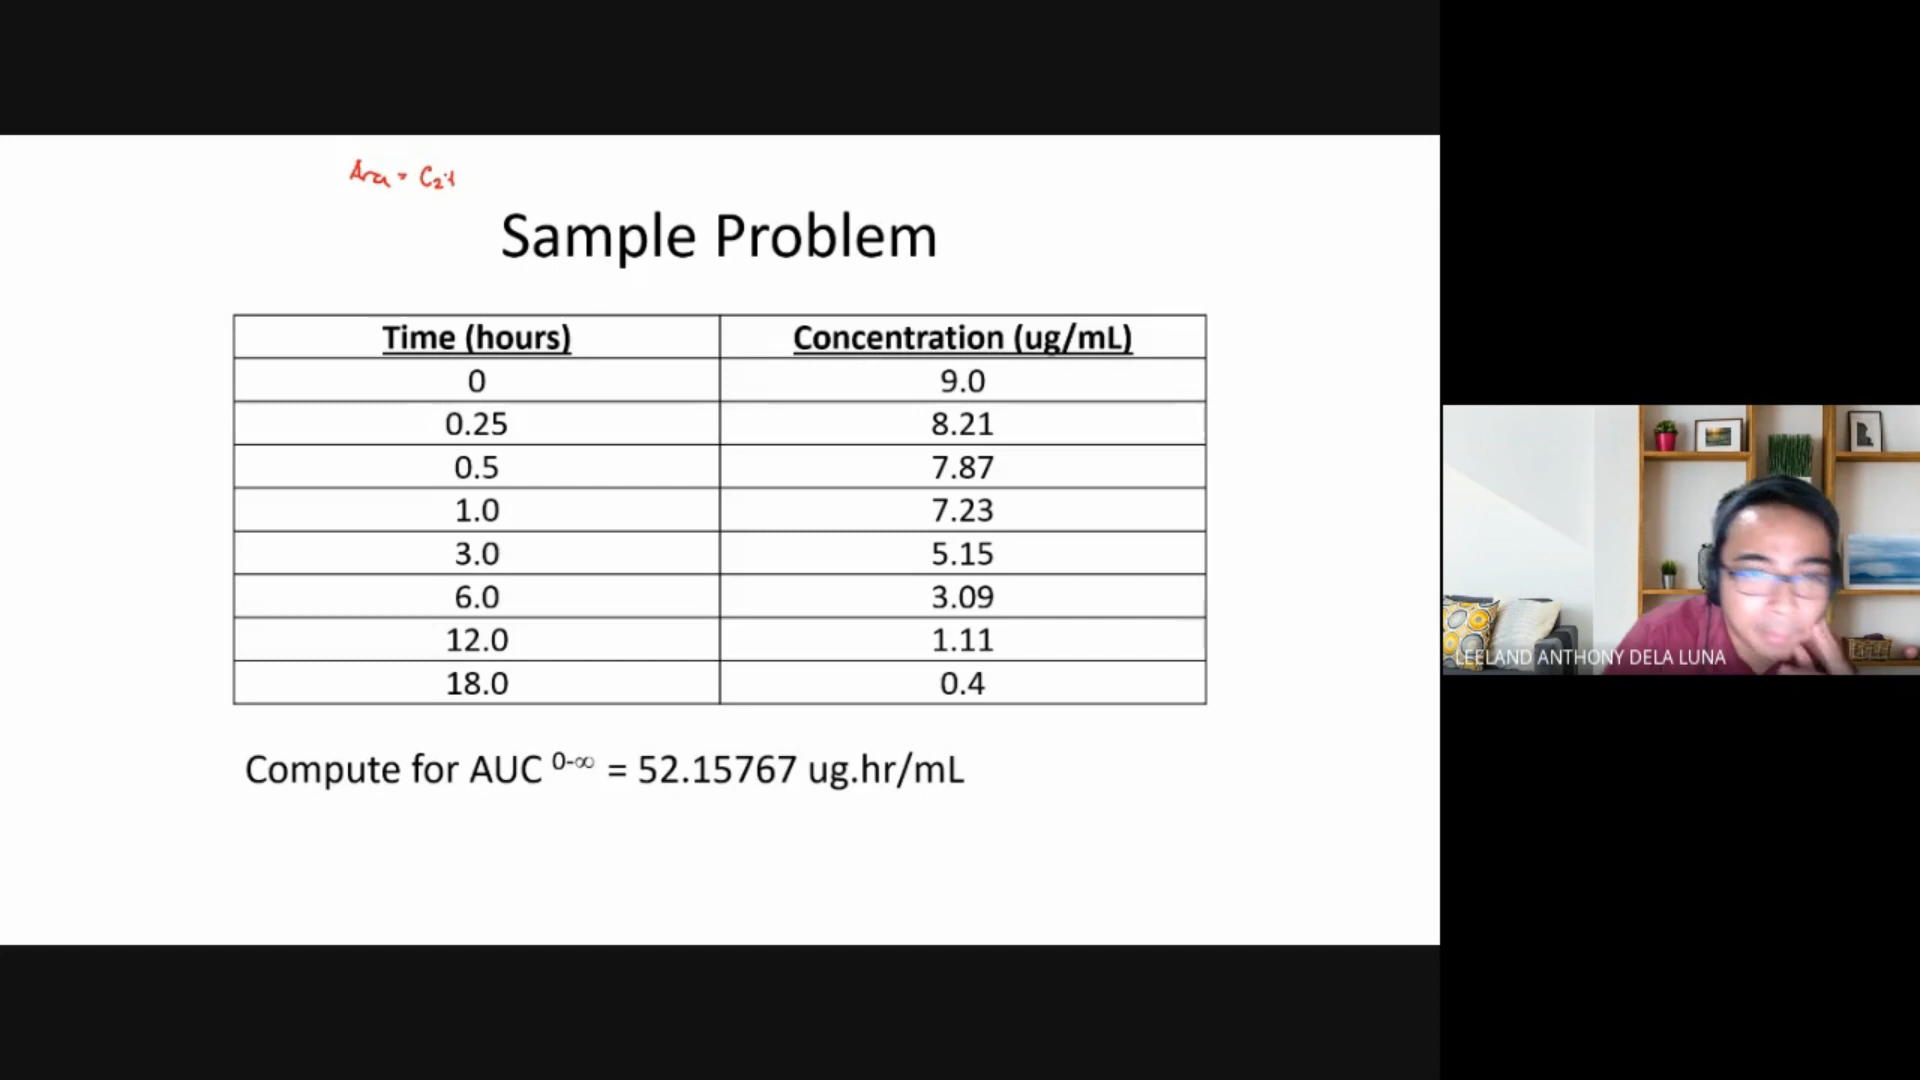 Area = C₂+
Sample Problem
Time (hours) Concentration (ug/mL)
0 9.0
0.25 8.21
0.5 7.87
1.0 7.23
3.0 5.15
6.0 3.09
12.0 1.11
18.0 0.4
Compute for AUC ⁰⁻∞ = 52.15767 ug.hr/mL
LEELAND ANTHONY DELA LUNA